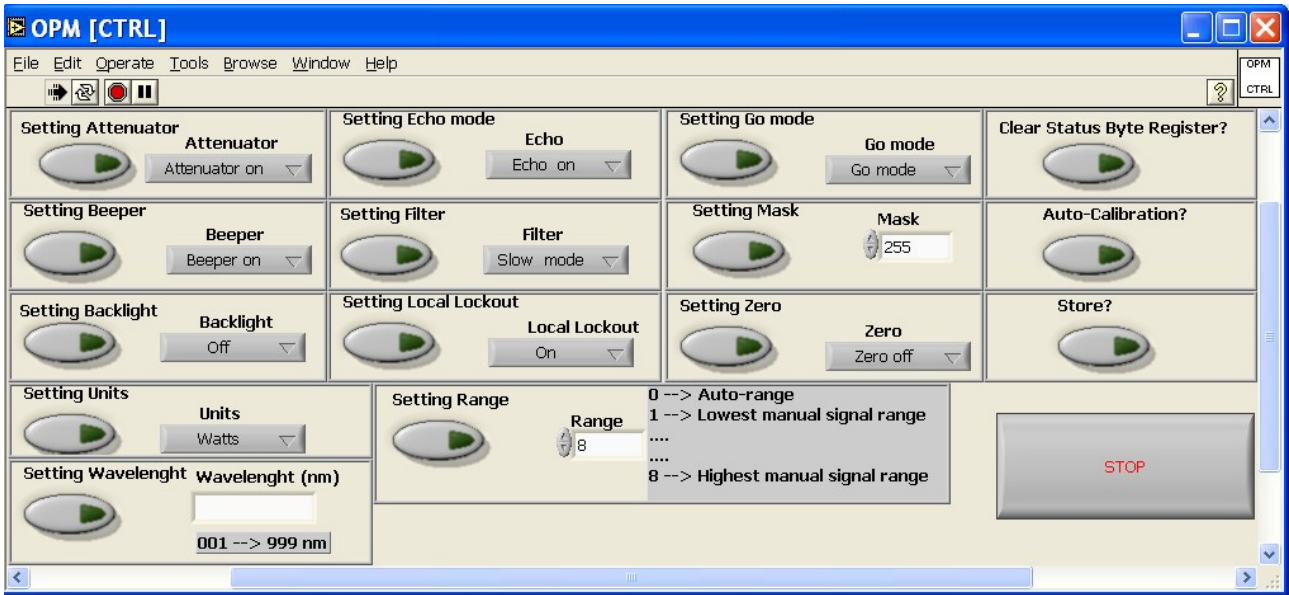 OPM [CTRL]
File Edit Operate Tools Browse Window Help
OPM
CTRL
Setting Attenuator
Attenuator
Attenuator on
Setting Echo mode
Echo
Echo on
Setting Go mode
Go mode
Go mode
Clear Status Byte Register?
Setting Beeper
Beeper
Beeper on
Setting Filter
Filter
Slow mode
Setting Mask
Mask
255
Auto-Calibration?
Setting Backlight
Backlight
Off
Setting Local Lockout
Local Lockout
On
Setting Zero
Zero
Zero off
Store?
Setting Units
Units
Watts
Setting Range
Range
8
0 --> Auto-range
1 --> Lowest manual signal range
....
....
8 --> Highest manual signal range
STOP
Setting Wavelenght
Wavelenght (nm)
001 --> 999 nm